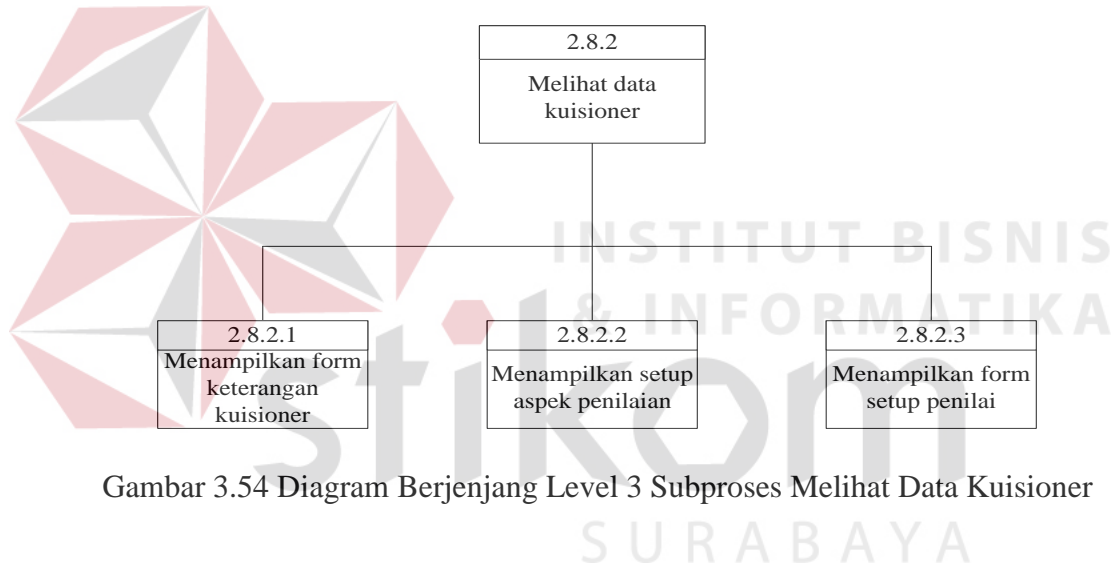 2.8.2
Melihat data
kuisioner
INSTITUT BISNIS
& INFORMATIKA
2.8.2.1
Menampilkan form
keterangan
kuisioner
2.8.2.2
Menampilkan setup
aspek penilaian
2.8.2.3
Menampilkan form
setup penilai
stikom
Gambar 3.54 Diagram Berjenjang Level 3 Subproses Melihat Data Kuisioner
SURABAYA